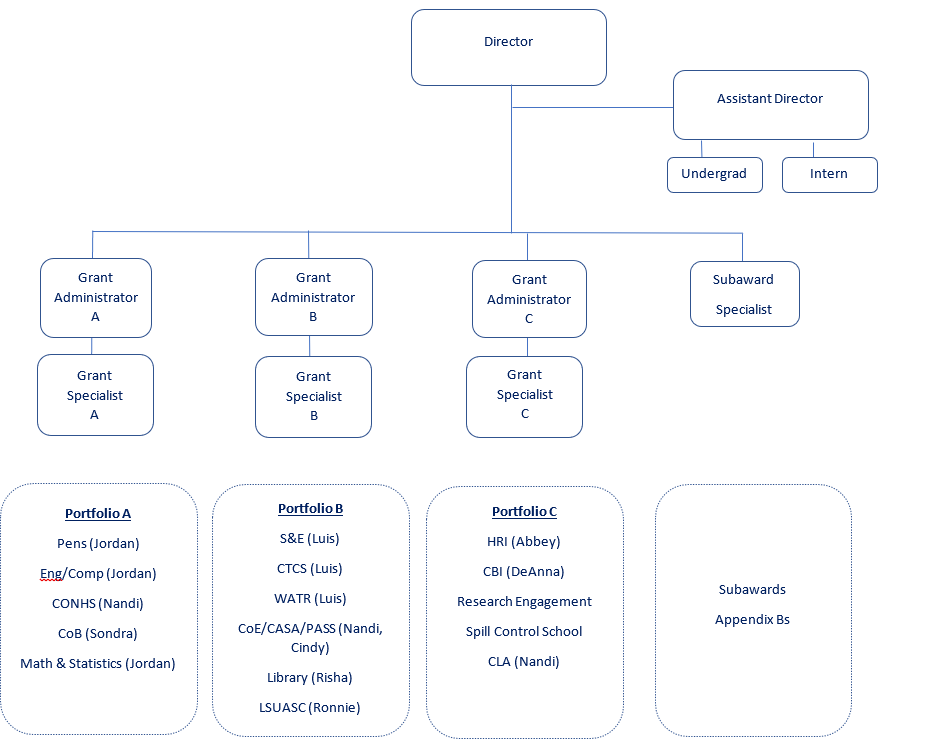 Director
Assistant Director
Undergrad
Intern
Grant
Administrator
A
Grant
Administrator
B
Grant
Administrator
C
Subaward
Specialist
Grant
Specialist
A
Grant
Specialist
B
Grant
Specialist
C
Portfolio A
Pens (Jordan)
Eng/Comp (Jordan)
CONHS (Nandi)
CoB (Sondra)
Math & Statistics (Jordan)
Portfolio B
S&E (Luis)
CTCS (Luis)
WATR (Luis)
CoE/CASA/PASS (Nandi,
Cindy)
Library (Risha)
LSUASC (Ronnie)
Portfolio C
HRI (Abbey)
CBI (DeAnna)
Research Engagement
Spill Control School
CLA (Nandi)
Subawards
Appendix Bs